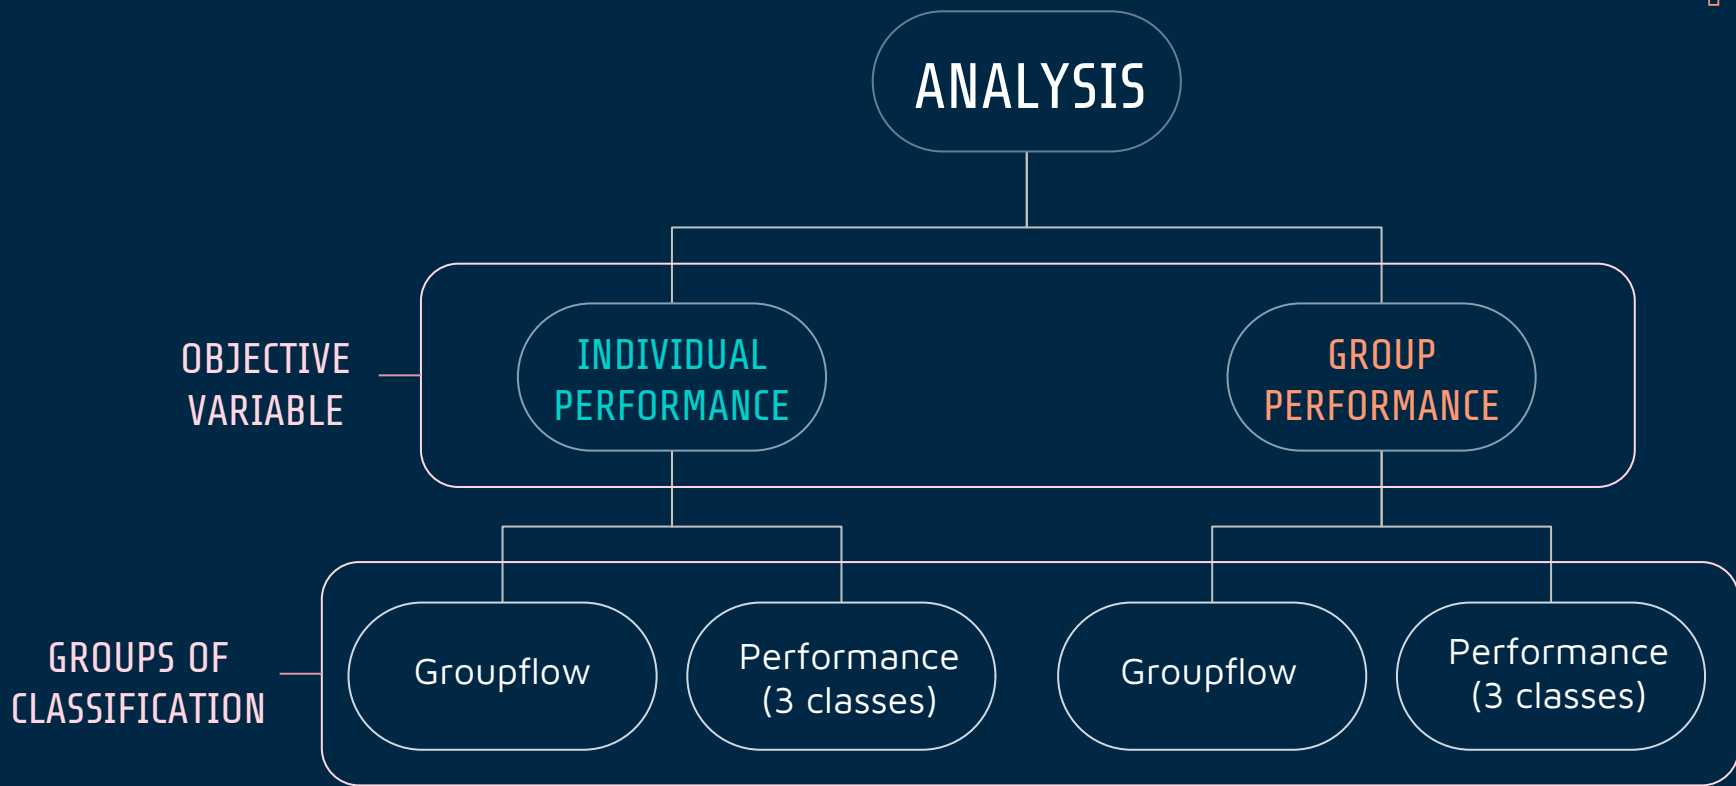 ANALYSIS
OBJECTIVE
VARIABLE
INDIVIDUAL
PERFORMANCE
GROUP
PERFORMANCE
GROUPS OF
CLASSIFICATION
Groupflow
Performance
(3 classes)
Groupflow
Performance
(3 classes)